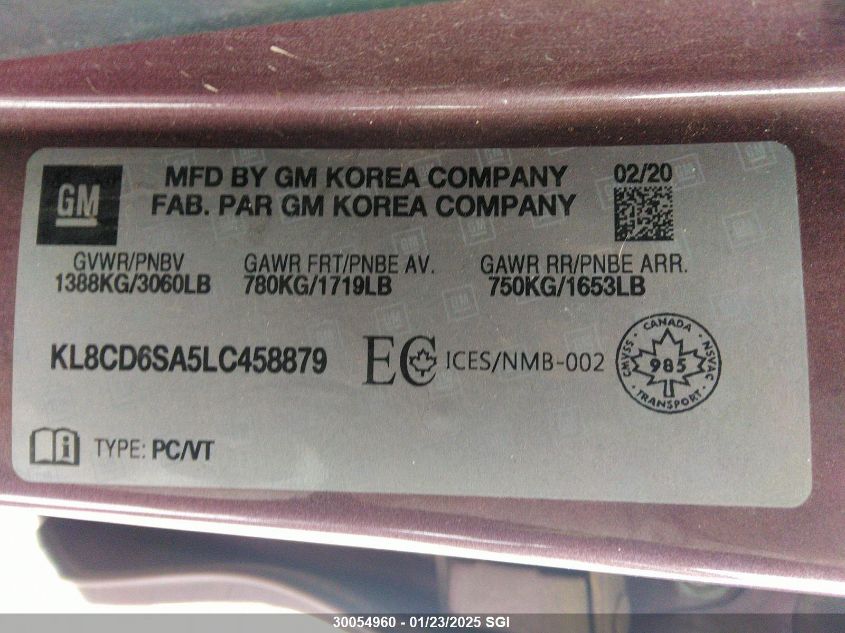 GM
MFD BY GM KOREA COMPANY
FAB. PAR GM KOREA COMPANY
02/20
GVWR/PNBV
1388KG/3060LB
GAWR FRT/PNBE AV.
780KG/1719LB
GAWR RR/PNBE ARR.
750KG/1653LB
KL8CD6SA5LC458879
EC ICES/NMB-002
CANADA
CMVSS
985
NSVAC
TRANSPORT
i TYPE: PC/VT
30054960 - 01/23/2025 SGI